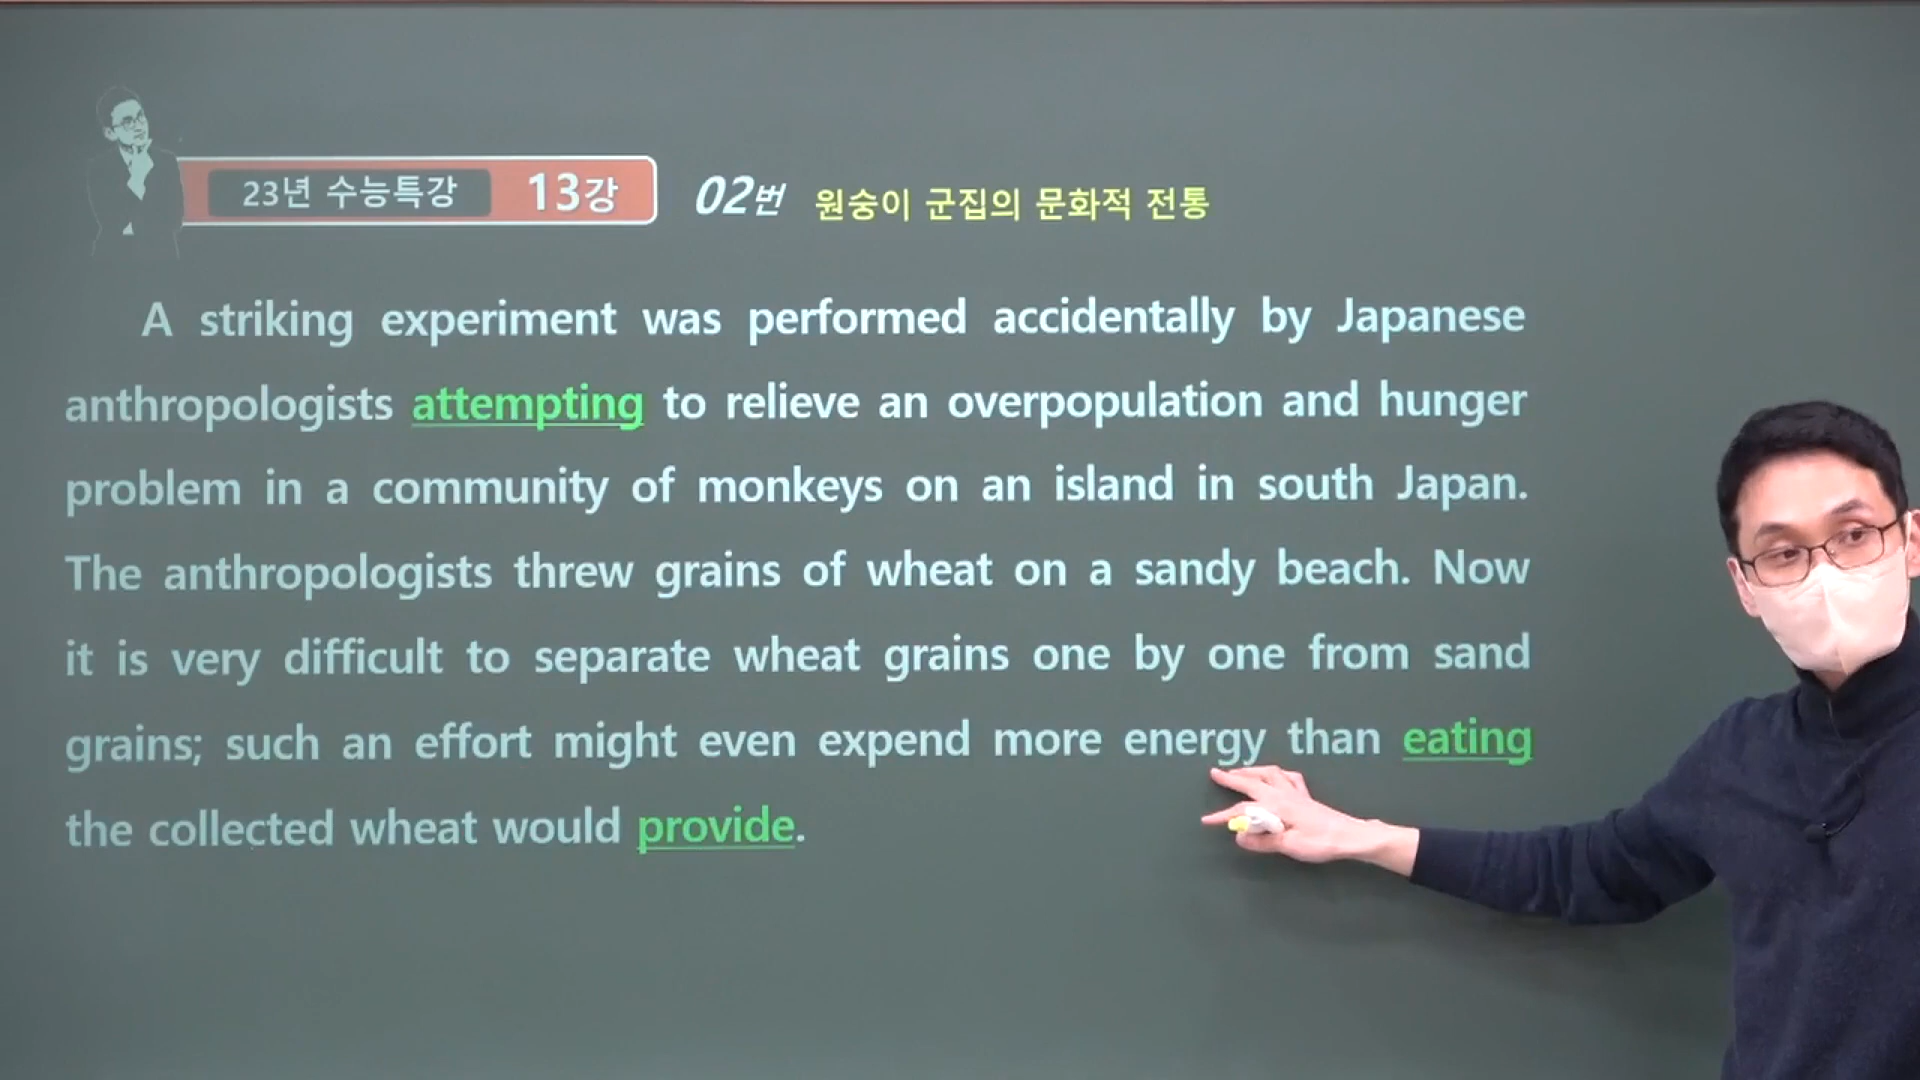 23년 수능특강 13강 02번 원숭이 군집의 문화적 전통
A striking experiment was performed accidentally by Japanese
anthropologists attempting to relieve an overpopulation and hunger
problem in a community of monkeys on an island in south Japan.
The anthropologists threw grains of wheat on a sandy beach. Now
it is very difficult to separate wheat grains one by one from sand
grains; such an effort might even expend more energy than eating
the collected wheat would provide.